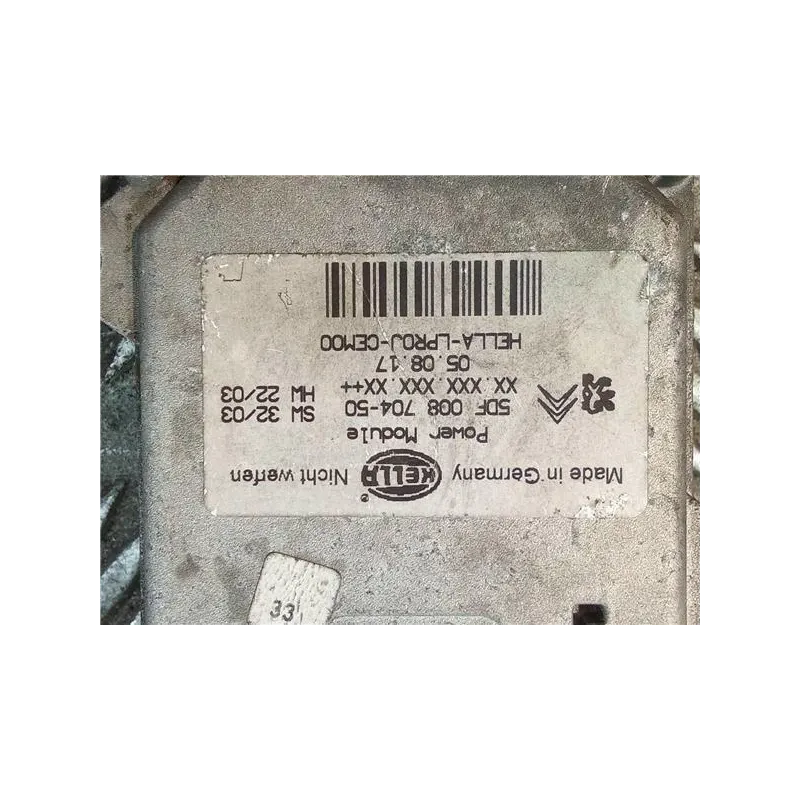 Made in Germany HELLA ® Nicht werfen
Power Module
5DF 008 704-50 SW 32/03
XX.XXX.XXX.XX++ HW 22/03
05.08.17
HELLA-LPROJ-CEM00
33